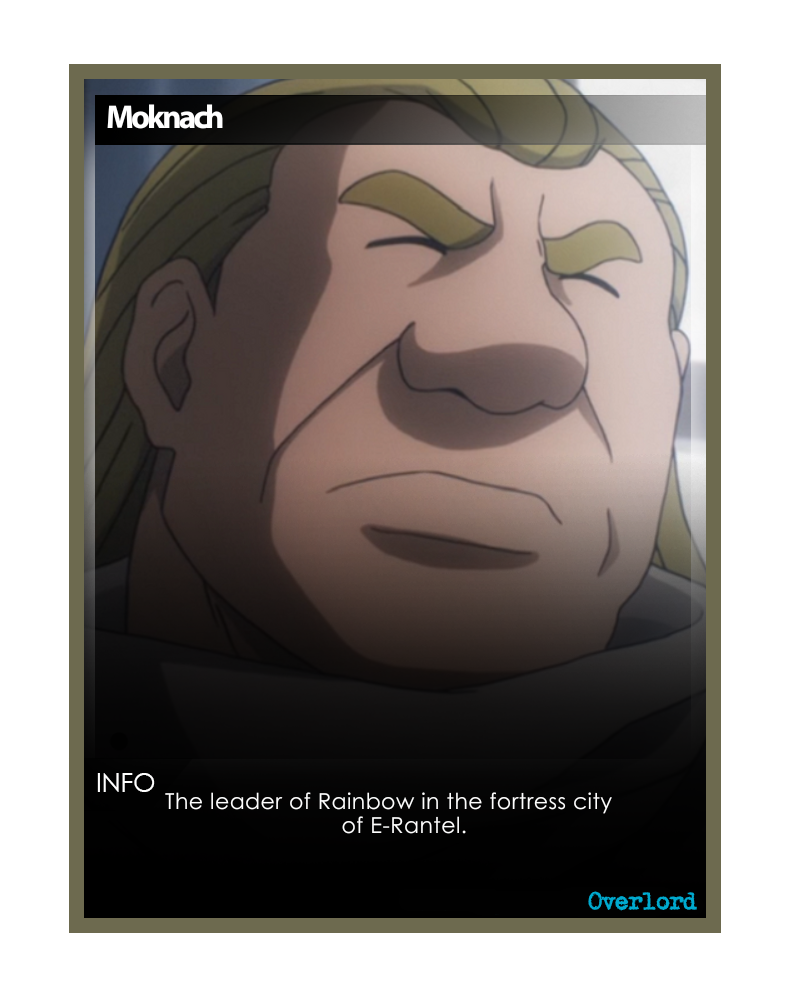 Moknach
INFO
The leader of Rainbow in the fortress city
of E-Rantel.
Overlord